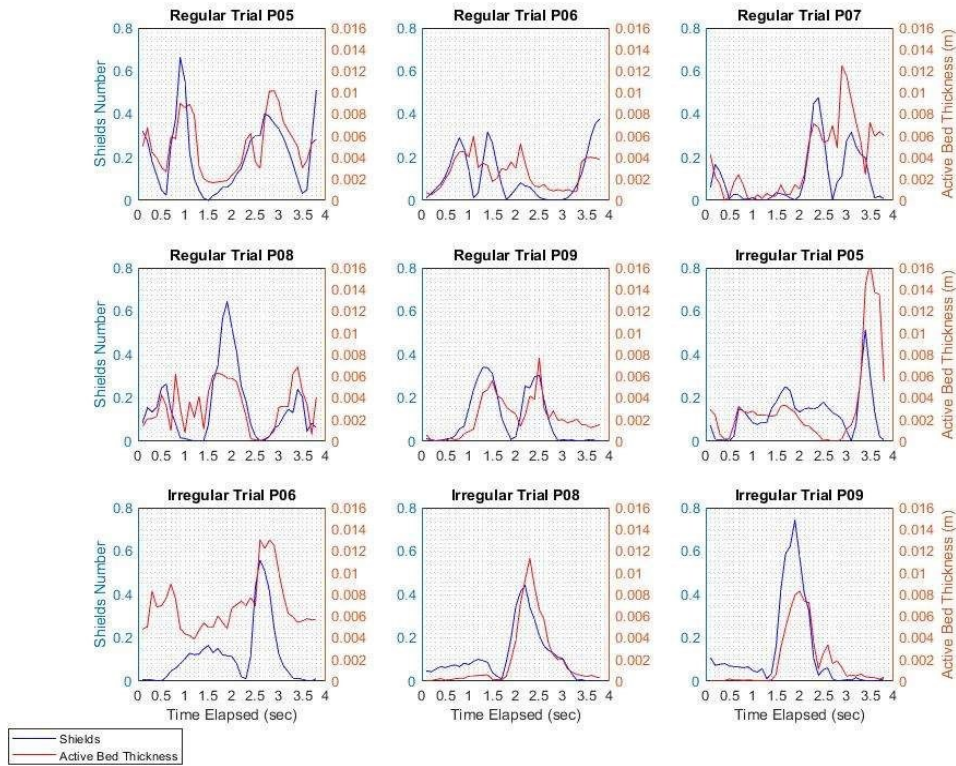 Regular Trial P05
Regular Trial P06
Regular Trial P07
0.8 0.016 0.8 0.016 0.8 0.016
0.014 0.014 0.014
0.6 0.012 0.6 0.012 0.6 0.012
0.01 0.01 0.01
0.4 0.008 0.4 0.008 0.4 0.008
0.006 0.006 0.006
0.2 0.004 0.2 0.004 0.2 0.004
0.002 0.002 0.002
0 0 0 0 0 0
0 0.5 1 1.5 2 2.5 3 3.5 4
0 0.5 1 1.5 2 2.5 3 3.5 4
0 0.5 1 1.5 2 2.5 3 3.5 4
Shields Number
Active Bed Thickness (m)
Regular Trial P08
Regular Trial P09
Irregular Trial P05
0.8 0.016 0.8 0.016 0.8 0.016
0.014 0.014 0.014
0.6 0.012 0.6 0.012 0.6 0.012
0.01 0.01 0.01
0.4 0.008 0.4 0.008 0.4 0.008
0.006 0.006 0.006
0.2 0.004 0.2 0.004 0.2 0.004
0.002 0.002 0.002
0 0 0 0 0 0
0 0.5 1 1.5 2 2.5 3 3.5 4
0 0.5 1 1.5 2 2.5 3 3.5 4
0 0.5 1 1.5 2 2.5 3 3.5 4
Shields Number
Active Bed Thickness (m)
Irregular Trial P06
Irregular Trial P08
Irregular Trial P09
0.8 0.016 0.8 0.016 0.8 0.016
0.014 0.014 0.014
0.6 0.012 0.6 0.012 0.6 0.012
0.01 0.01 0.01
0.4 0.008 0.4 0.008 0.4 0.008
0.006 0.006 0.006
0.2 0.004 0.2 0.004 0.2 0.004
0.002 0.002 0.002
0 0 0 0 0 0
0 0.5 1 1.5 2 2.5 3 3.5 4
0 0.5 1 1.5 2 2.5 3 3.5 4
0 0.5 1 1.5 2 2.5 3 3.5 4
Shields Number
Active Bed Thickness (m)
Time Elapsed (sec)
Time Elapsed (sec)
Time Elapsed (sec)
Shields
Active Bed Thickness